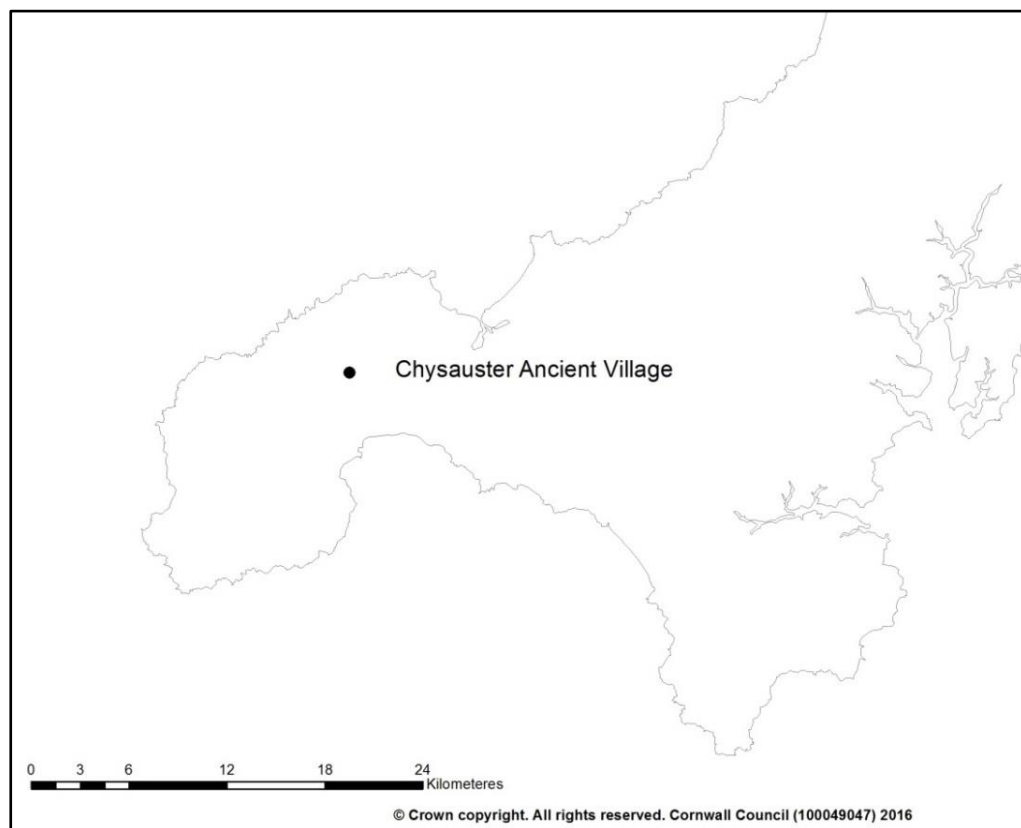 Chysauster Ancient Village
0 3 6 12 18 24
Kilometeres
© Crown copyright. All rights reserved. Cornwall Council (100049047) 2016